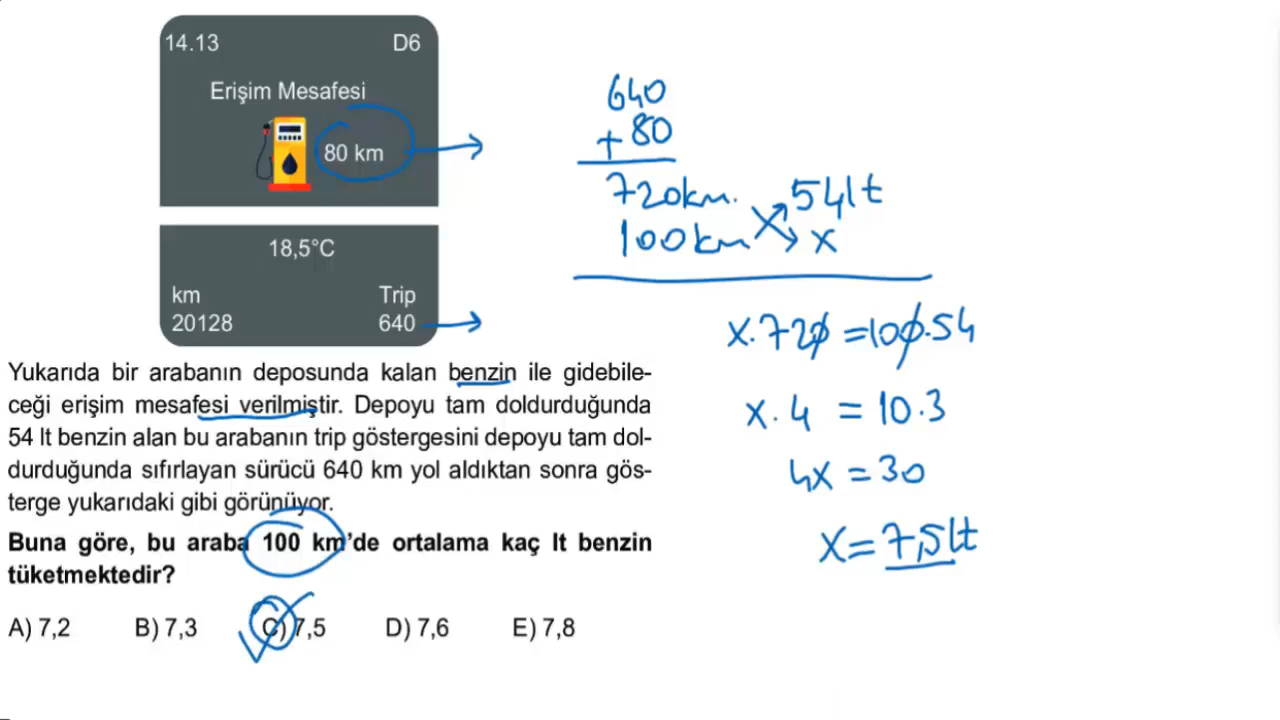 14.13 D6
Erişim Mesafesi
80 km
18,5°C
km Trip
20128 640
Yukarıda bir arabanın deposunda kalan benzin ile gidebile-
ceği erişim mesafesi verilmiştir. Depoyu tam doldurduğunda
54 lt benzin alan bu arabanın trip göstergesini depoyu tam dol-
durduğunda sıfırlayan sürücü 640 km yol aldıktan sonra gös-
terge yukarıdaki gibi görünüyor.
Buna göre, bu araba 100 km'de ortalama kaç lt benzin
tüketmektedir?
A) 7,2 B) 7,3 C) 7,5 D) 7,6 E) 7,8
640
+ 80
720km. 54lt
100km x
x.720 = 100.54
x.4 = 10.3
4x = 30
x = 7,5lt